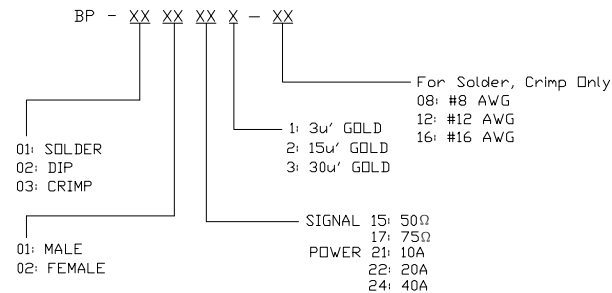 BP - XX XX XX X - XX
For Solder, Crimp Only
08: #8 AWG
12: #12 AWG
16: #16 AWG
1: 3u' GOLD
2: 15u' GOLD
3: 30u' GOLD
01: SOLDER
02: DIP
03: CRIMP
SIGNAL 15: 50Ω
17: 75Ω
POWER 21: 10A
22: 20A
24: 40A
01: MALE
02: FEMALE